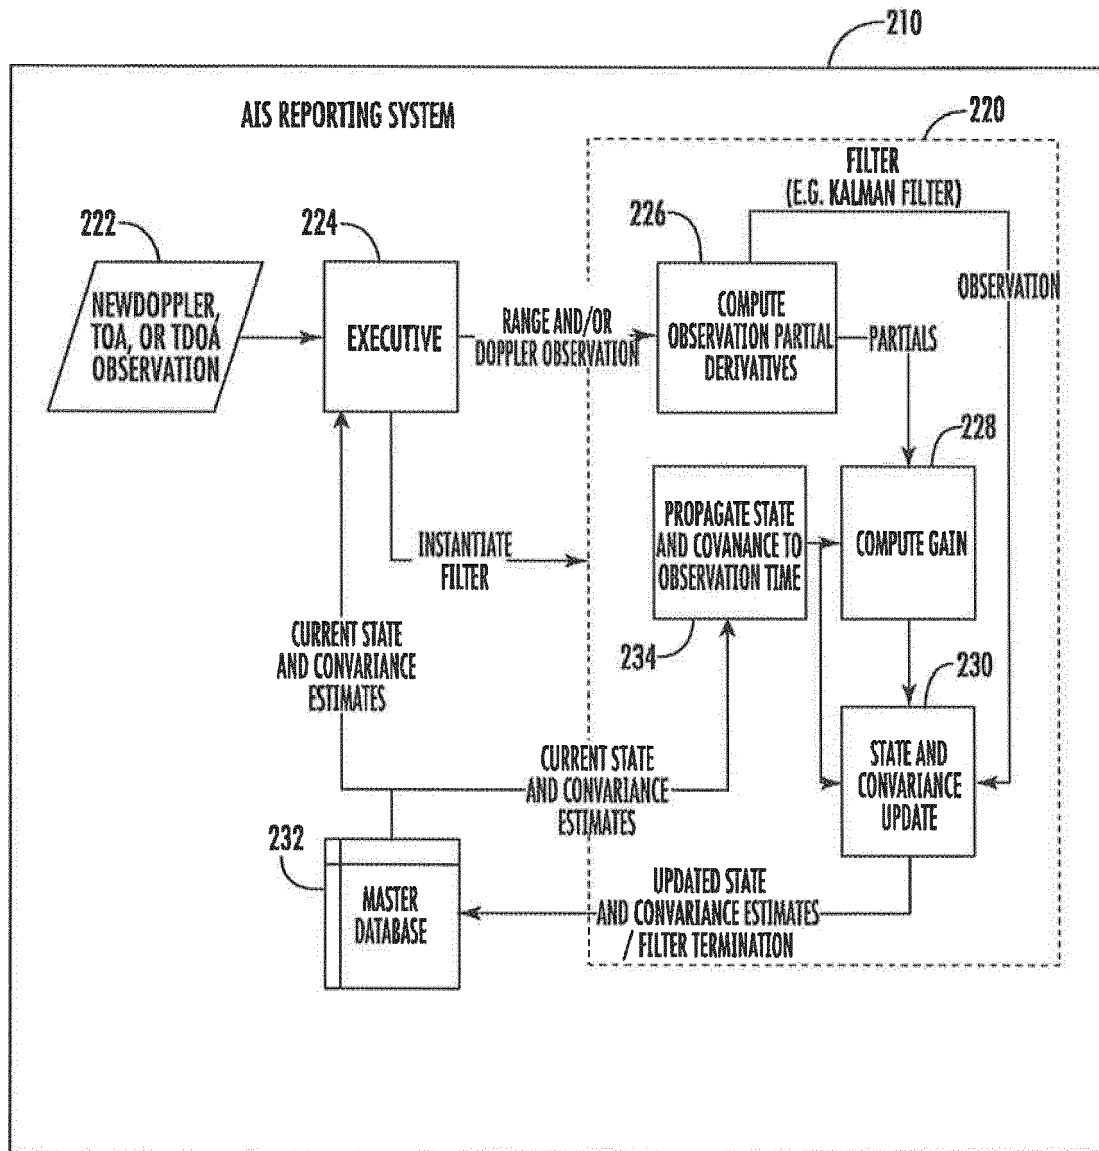 210
AIS REPORTING SYSTEM
220
FILTER
(E.G. KALMAN FILTER)
222
224
226
NEWDOPPLER,
TOA, OR TDOA
OBSERVATION
EXECUTIVE
RANGE AND/OR
DOPPLER OBSERVATION
COMPUTE
OBSERVATION PARTIAL
DERIVATIVES
OBSERVATION
PARTIALS
228
PROPAGATE STATE
AND COVANANCE TO
OBSERVATION TIME
COMPUTE GAIN
INSTANTIATE
FILTER
234
CURRENT STATE
AND CONVARIANCE
ESTIMATES
230
STATE AND
CONVARIANCE
UPDATE
CURRENT STATE
AND CONVARIANCE
ESTIMATES
232
MASTER
DATABASE
UPDATED STATE
AND CONVARIANCE ESTIMATES
/ FILTER TERMINATION